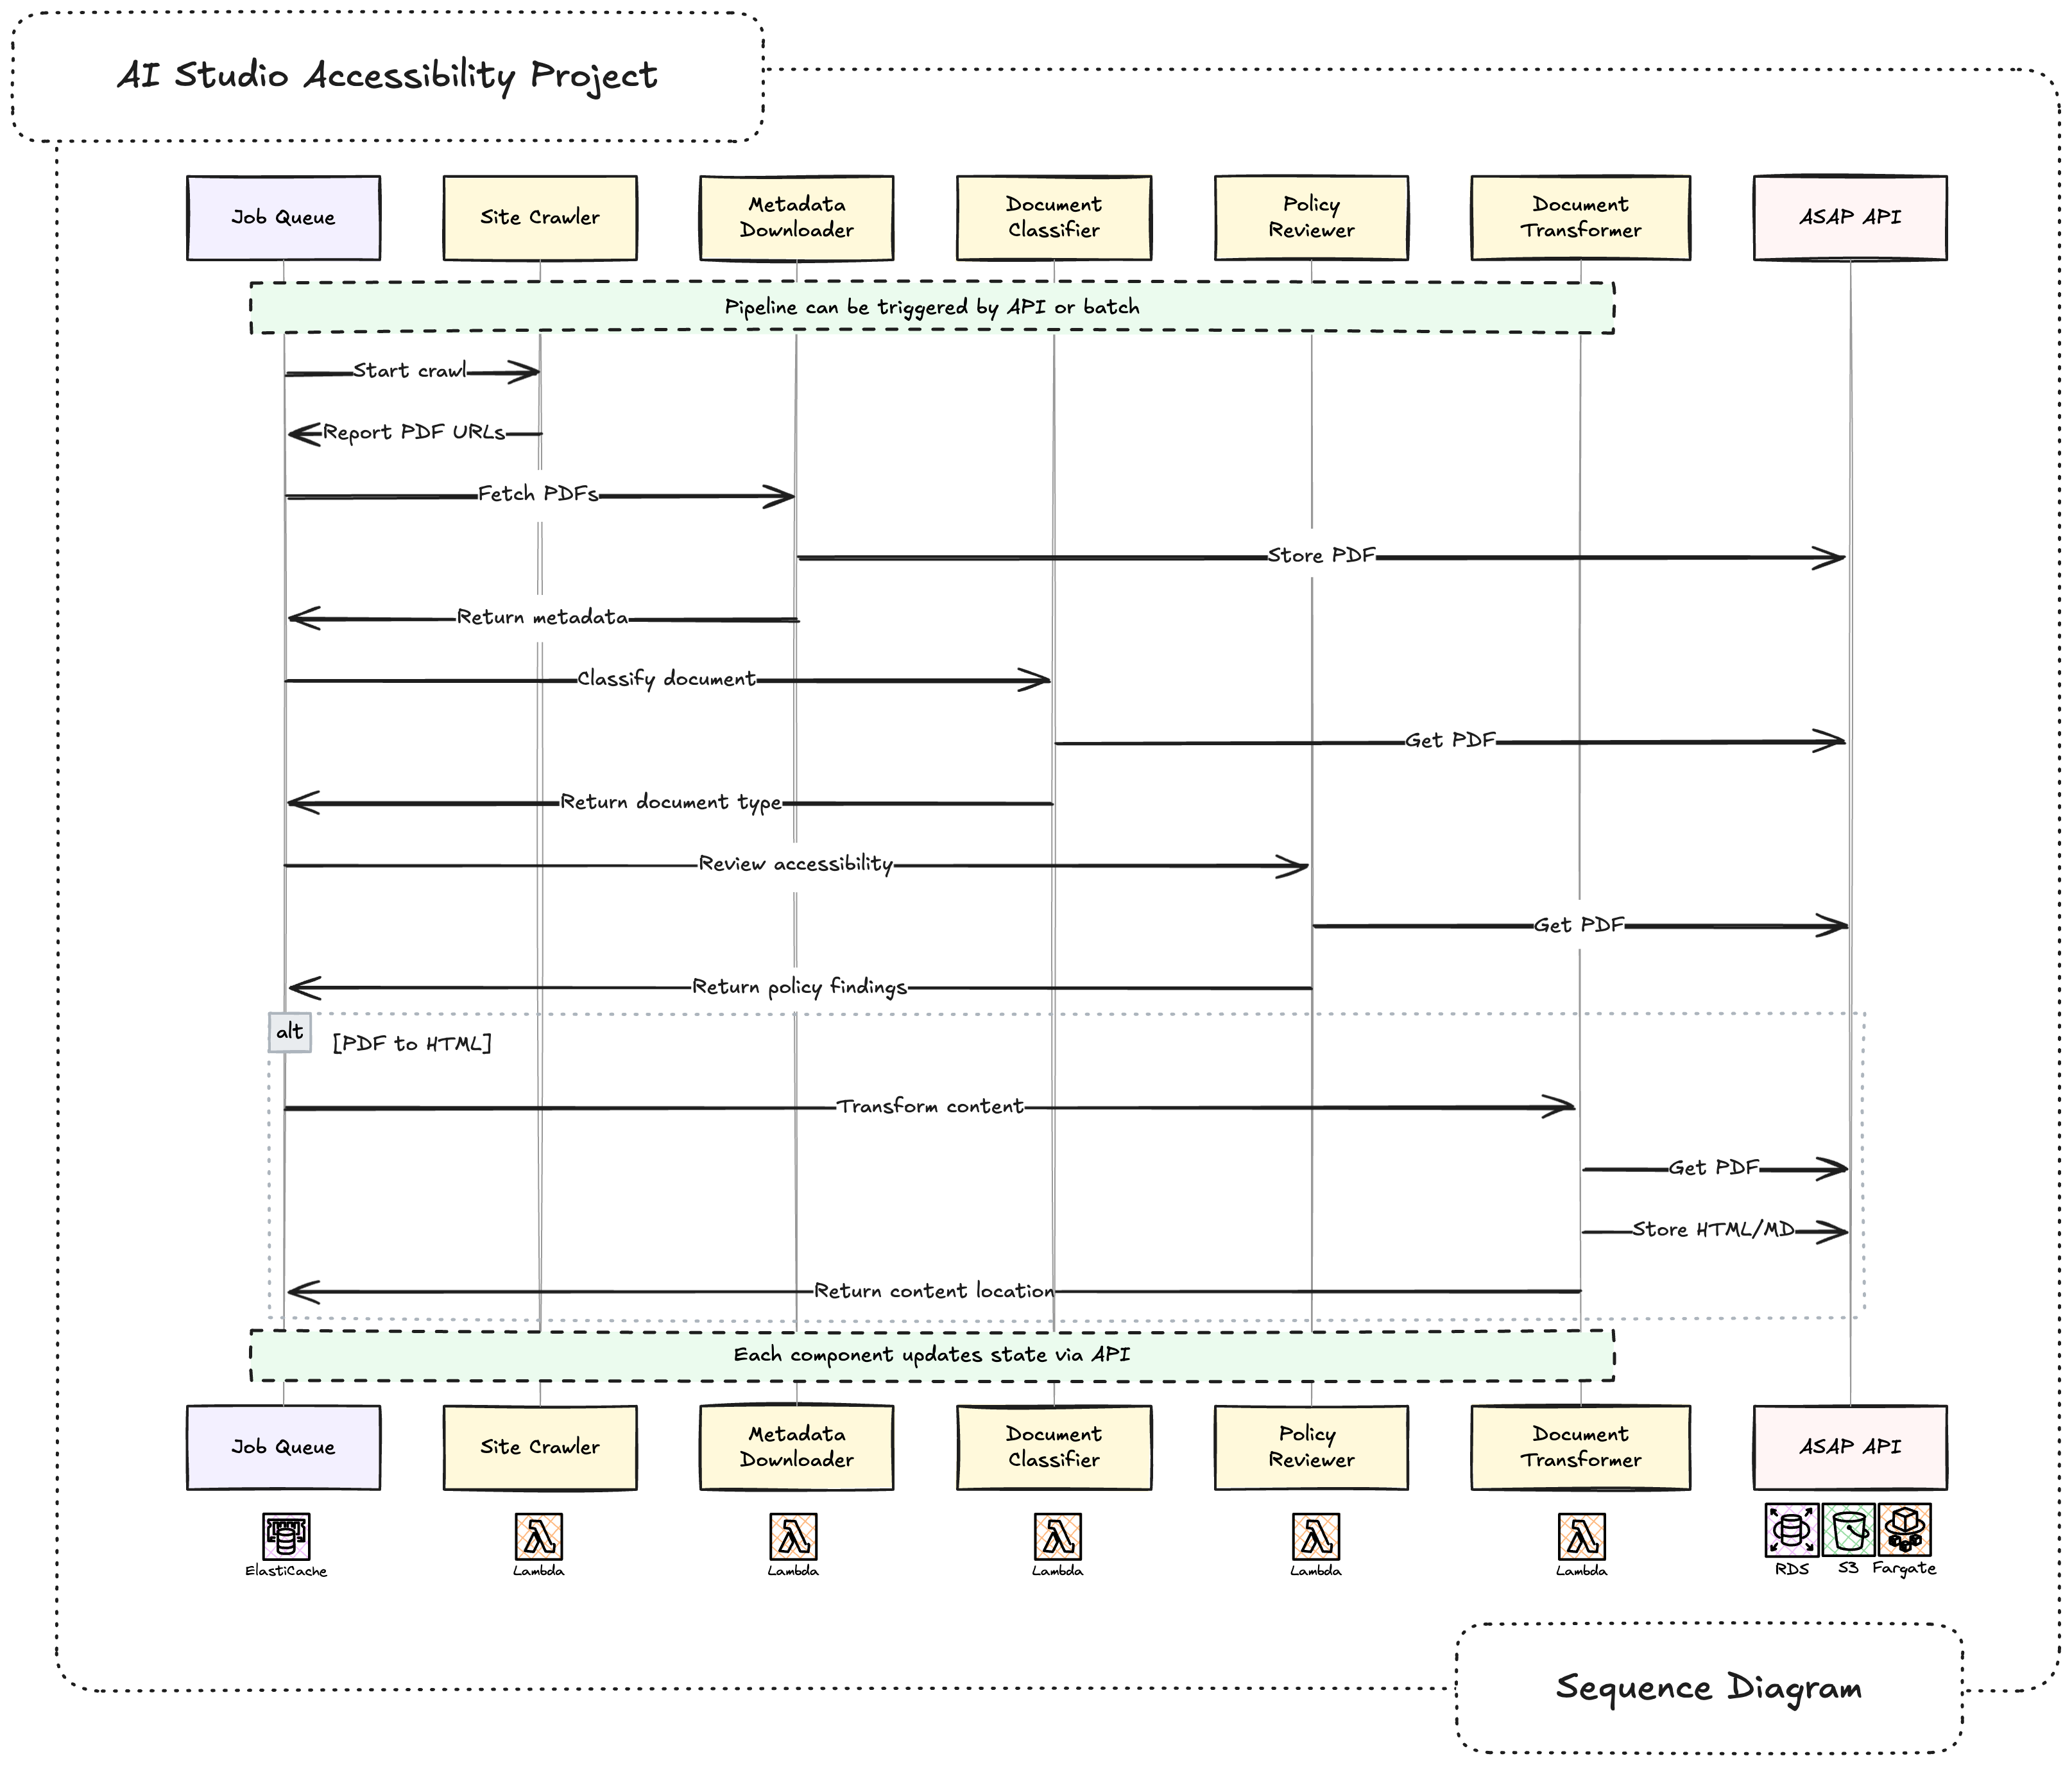 AI Studio Accessibility Project
Job Queue
Site Crawler
Metadata
Downloader
Document
Classifier
Policy
Reviewer
Document
Transformer
ASAP API
Pipeline can be triggered by API or batch
Start crawl
Report PDF URLs
Fetch PDFs
Store PDF
Return metadata
Classify document
Get PDF
Return document type
Review accessibility
Get PDF
Return policy findings
alt
[PDF to HTML]
Transform content
Get PDF
Store HTML/MD
Return content location
Each component updates state via API
Job Queue
Site Crawler
Metadata
Downloader
Document
Classifier
Policy
Reviewer
Document
Transformer
ASAP API
ElastiCache
Lambda
Lambda
Lambda
Lambda
Lambda
RDS
S3
Fargate
Sequence Diagram